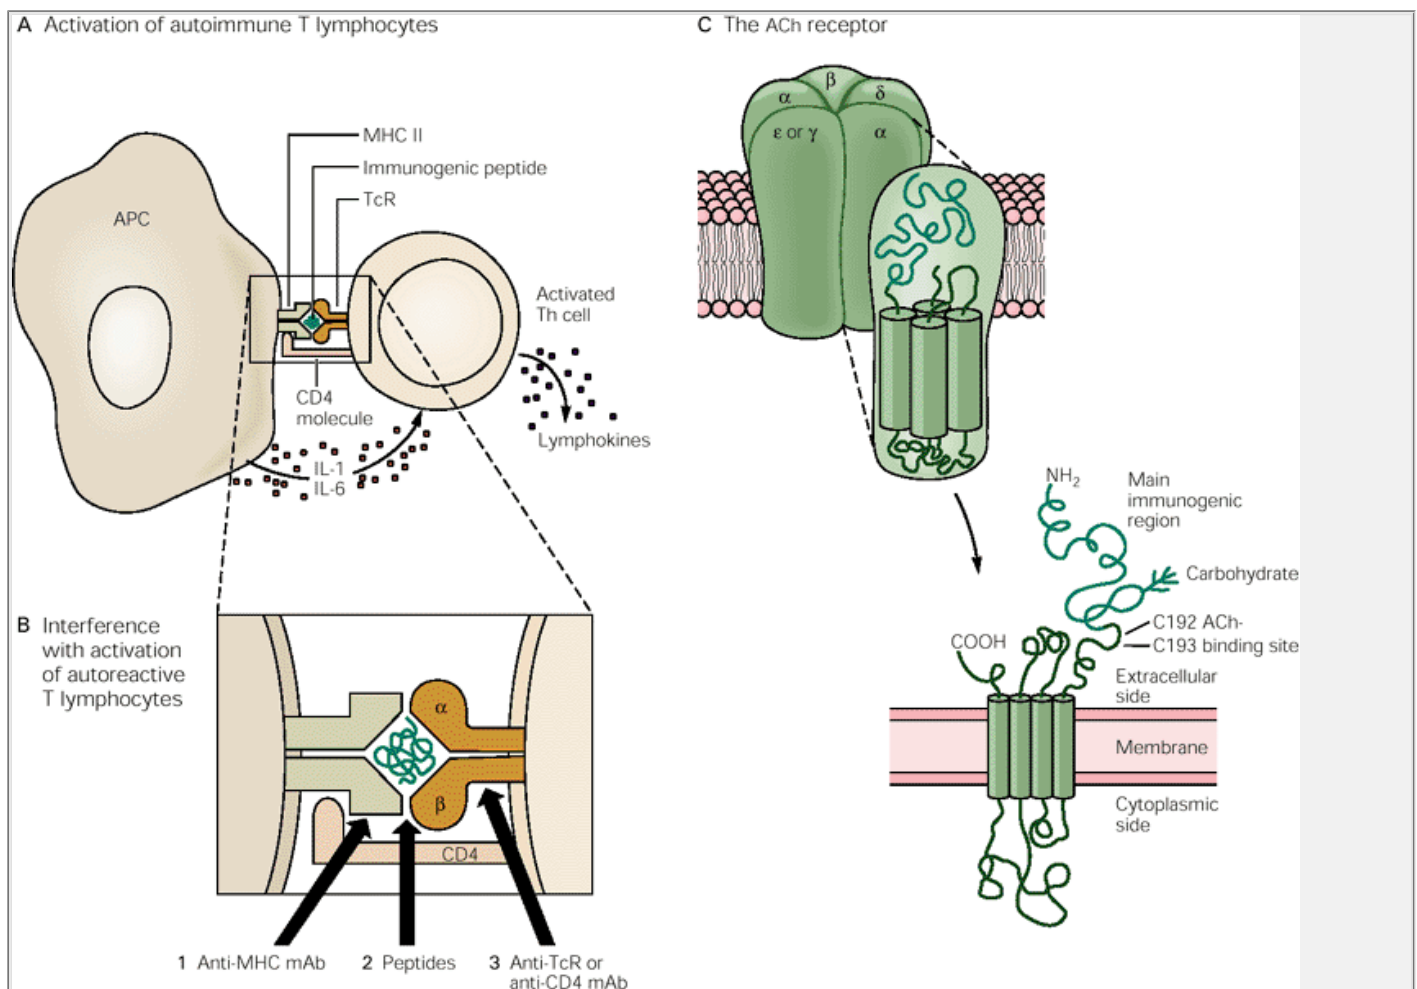 A Activation of autoimmune T lymphocytes
MHC II
Immunogenic peptide
TcR
APC
Activated
Th cell
CD4
molecule
Lymphokines
IL-1
IL-6
B Interference
with activation
of autoreactive
T lymphocytes
α
β
CD4
1 Anti-MHC mAb
2 Peptides
3 Anti-TcR or
anti-CD4 mAb
C The ACh receptor
β
α
δ
ε or γ
α
NH2
Main
immunogenic
region
Carbohydrate
C192 ACh-
C193 binding site
COOH
Extracellular
side
Membrane
Cytoplasmic
side